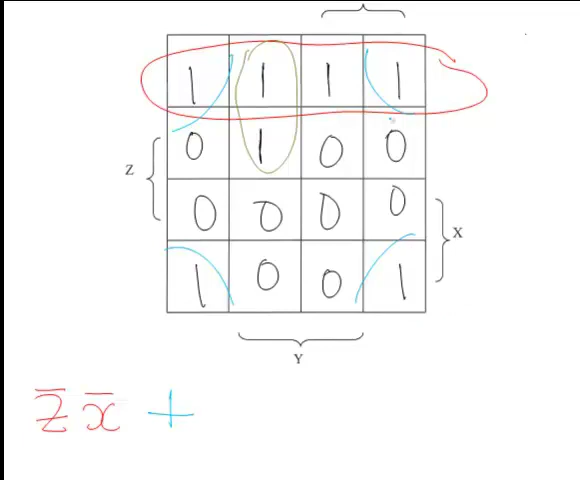 1 1 1 1
Z 0 1 0 0
0 0 0 0 X
1 0 0 1
Y
z̄ x̄ +